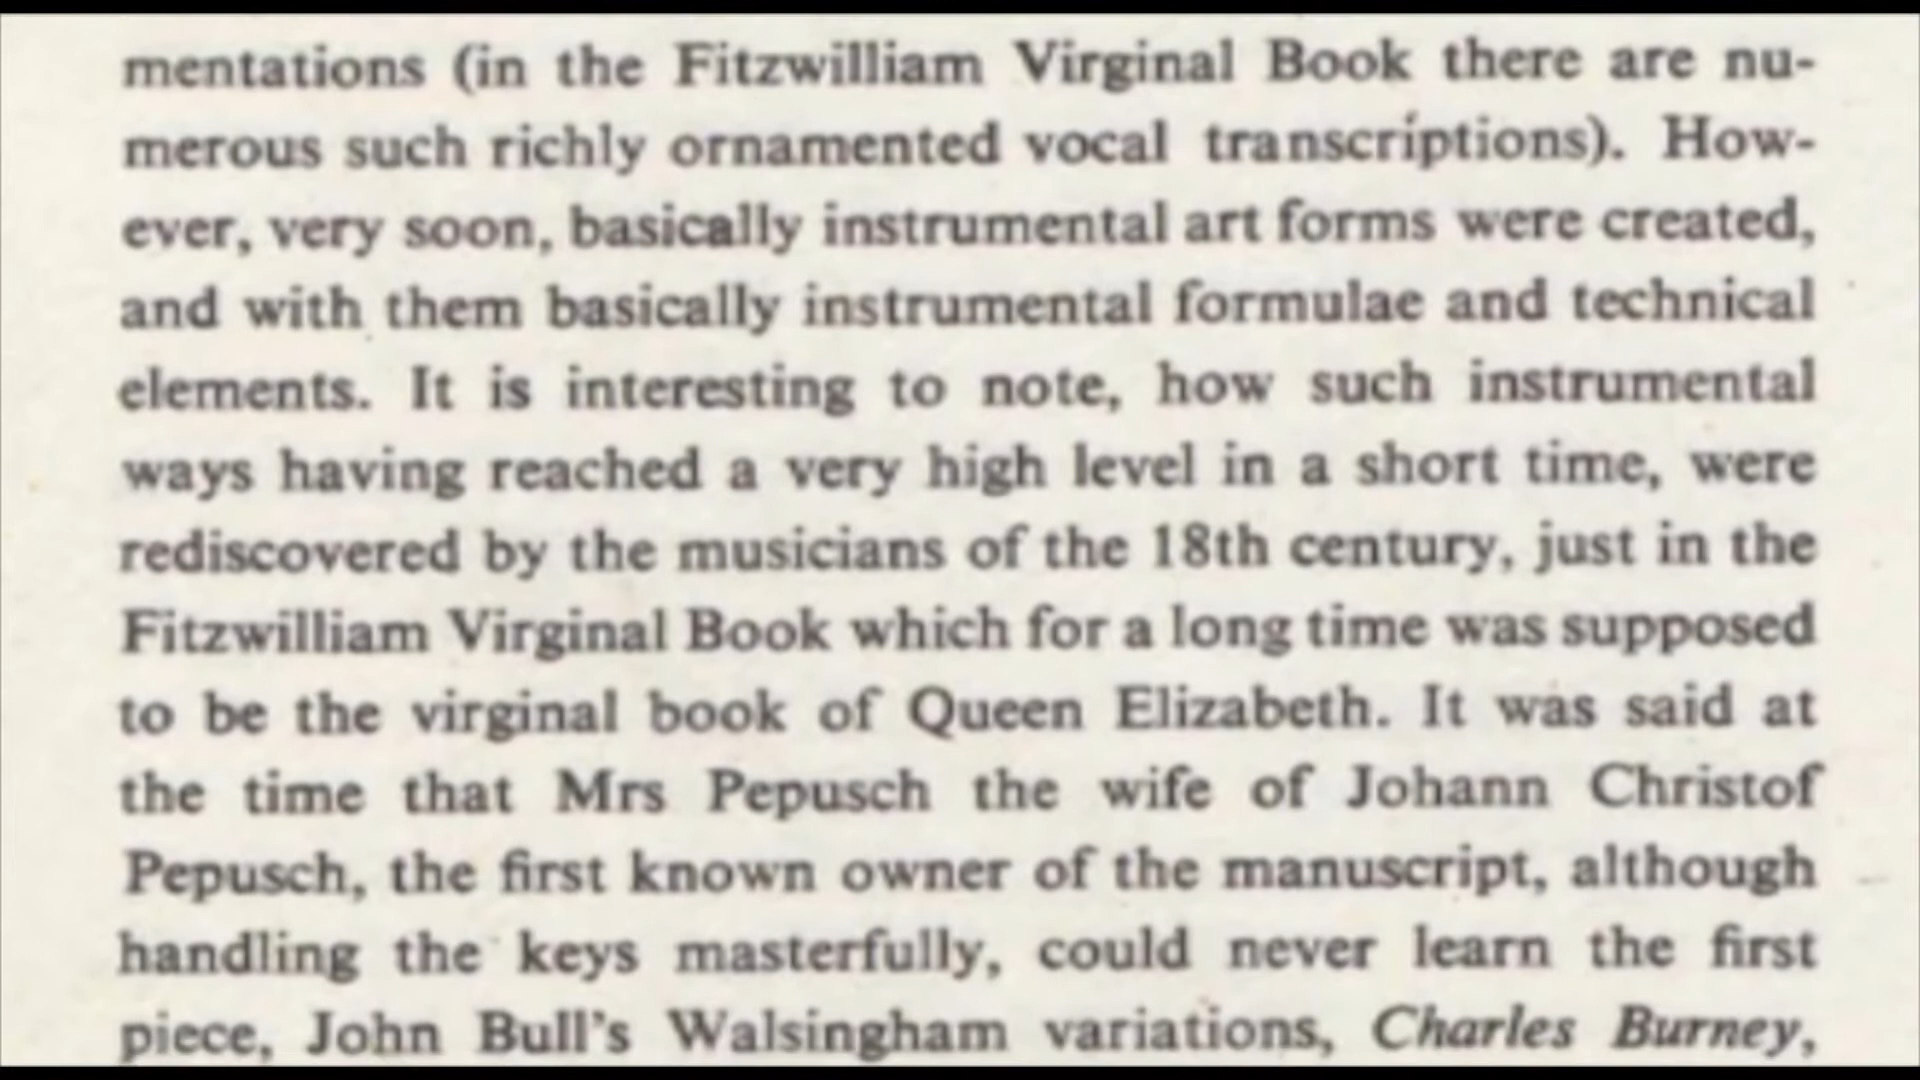 mentations (in the Fitzwilliam Virginal Book there are nu-
merous such richly ornamented vocal transcriptions). How-
ever, very soon, basically instrumental art forms were created,
and with them basically instrumental formulae and technical
elements. It is interesting to note, how such instrumental
ways having reached a very high level in a short time, were
rediscovered by the musicians of the 18th century, just in the
Fitzwilliam Virginal Book which for a long time was supposed
to be the virginal book of Queen Elizabeth. It was said at
the time that Mrs Pepusch the wife of Johann Christof
Pepusch, the first known owner of the manuscript, although
handling the keys masterfully, could never learn the first
piece, John Bull's Walsingham variations, Charles Burney,